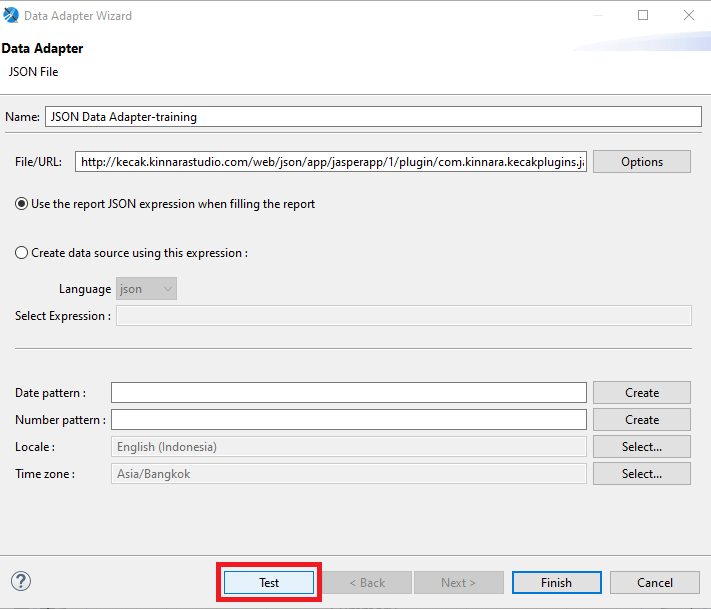 Data Adapter Wizard
Data Adapter
JSON File
Name: JSON Data Adapter-training
File/URL: http://kecak.kinnarastudio.com/web/json/app/jasperapp/1/plugin/com.kinnara.kecakplugins.ja Options
Use the report JSON expression when filling the report
Create data source using this expression :
Language json
Select Expression :
Date pattern : Create
Number pattern : Create
Locale : English (Indonesia) Select...
Time zone : Asia/Bangkok Select...
? Test < Back Next > Finish Cancel